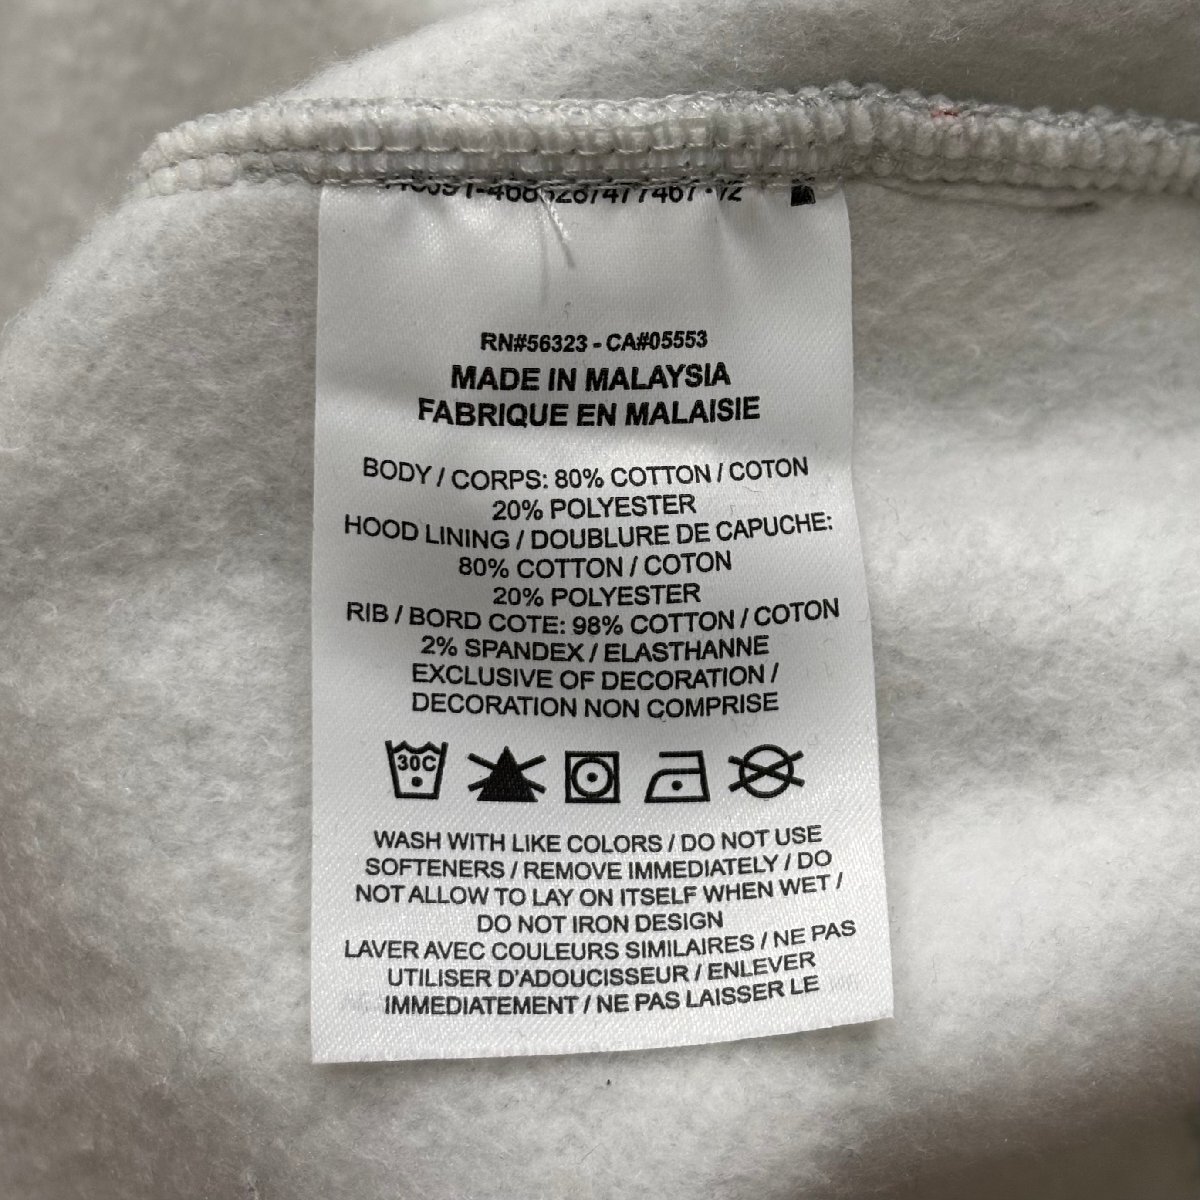 RN#56323 - CA#05553
MADE IN MALAYSIA
FABRIQUE EN MALAISIE
BODY / CORPS: 80% COTTON / COTON
20% POLYESTER
HOOD LINING / DOUBLURE DE CAPUCHE:
80% COTTON / COTON
20% POLYESTER
RIB / BORD COTE: 98% COTTON / COTON
2% SPANDEX / ELASTHANNE
EXCLUSIVE OF DECORATION /
DECORATION NON COMPRISE
30C
WASH WITH LIKE COLORS / DO NOT USE
SOFTENERS / REMOVE IMMEDIATELY / DO
NOT ALLOW TO LAY ON ITSELF WHEN WET /
DO NOT IRON DESIGN
LAVER AVEC COULEURS SIMILAIRES / NE PAS
UTILISER D'ADOUCISSEUR / ENLEVER
IMMEDIATEMENT / NE PAS LAISSER LE